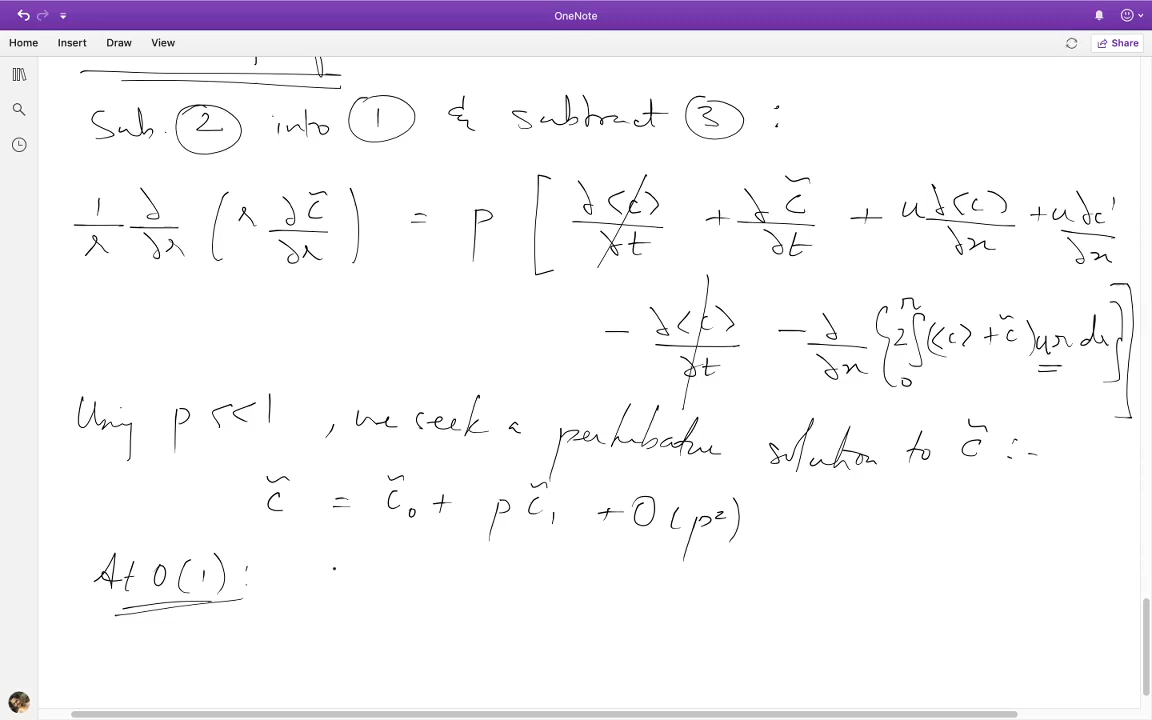 OneNote
Home Insert Draw View Share
Sub. ② into ① & subtract ③ :
1/r ∂/∂r ( r ∂c̃/∂r ) = p [ ∂⟨c⟩/∂t + ∂c̃/∂t + u ∂⟨c⟩/∂x + u ∂c'/∂x
− ∂⟨c⟩/∂t − ∂/∂x { 2 ∫₀ʳ (⟨c⟩ + c̃) u r dr } ]
Using p << 1, we seek a perturbative solution to c̃ :-
c̃ = c̃₀ + p c̃₁ + O(p²)
At O(1) :